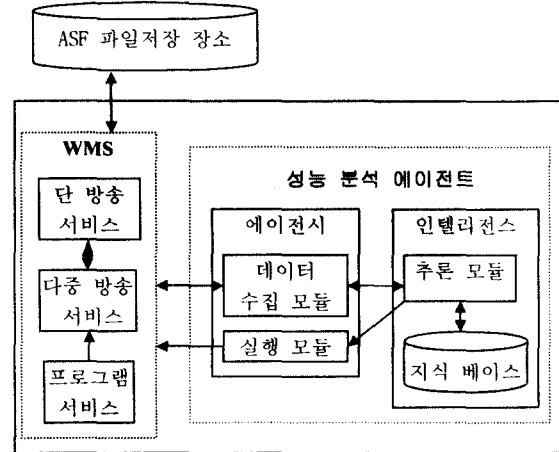 ASF 파일저장 장소
WMS
단 방송
서비스
다중 방송
서비스
프로그램
서비스
성능 분석 에이전트
에이전시
데이터
수집 모듈
실행 모듈
인텔리전스
추론 모듈
지식 베이스